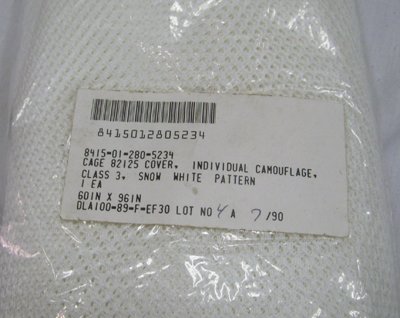 8415012805234
8415-01-280-5234
CAGE 82125 COVER, INDIVIDUAL CAMOUFLAGE,
CLASS 3, SNOW WHITE PATTERN
1 EA
60IN X 96IN
DLA100-89-F-EF30 LOT NO 4 A 7/90